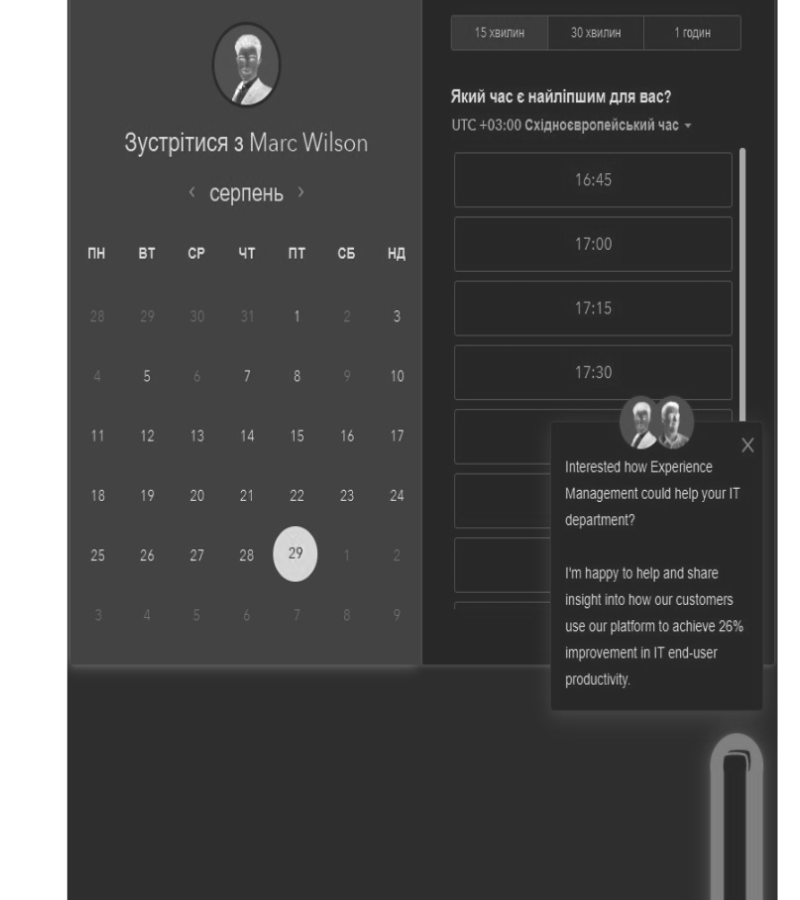 Зустрітися з Marc Wilson
‹ серпень ›
ПН ВТ СР ЧТ ПТ СБ НД
28 29 30 31 1 2 3
4 5 6 7 8 9 10
11 12 13 14 15 16 17
18 19 20 21 22 23 24
25 26 27 28 29 1 2
3 4 5 6 7 8 9
15 хвилин 30 хвилин 1 годин
Який час є найліпшим для вас?
UTC +03:00 Східноєвропейський час
16:45
17:00
17:15
17:30
Interested how Experience
Management could help your IT
department?
I'm happy to help and share
insight into how our customers
use our platform to achieve 26%
improvement in IT end-user
productivity.